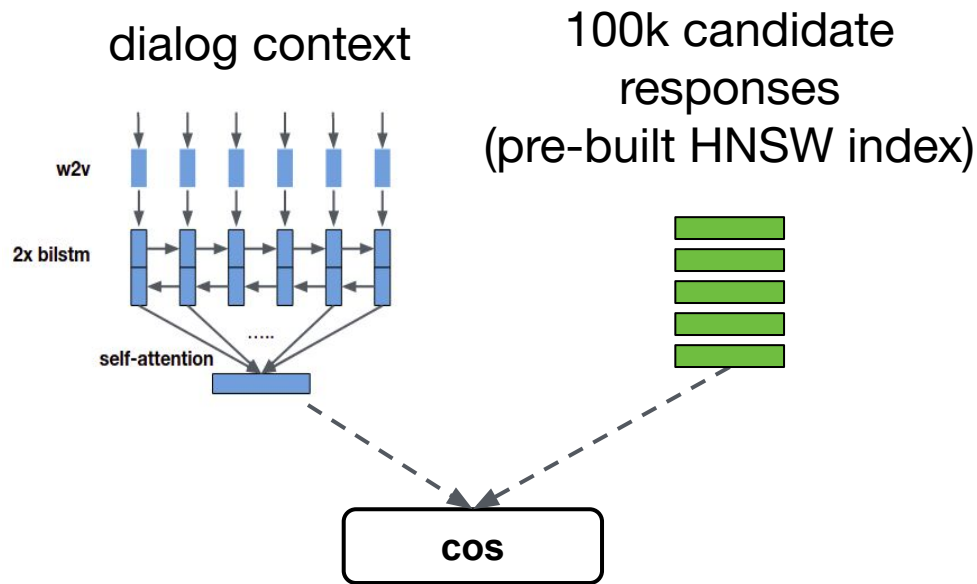 dialog context
100k candidate
responses
(pre-built HNSW index)
w2v
2x bilstm
.....
self-attention
cos